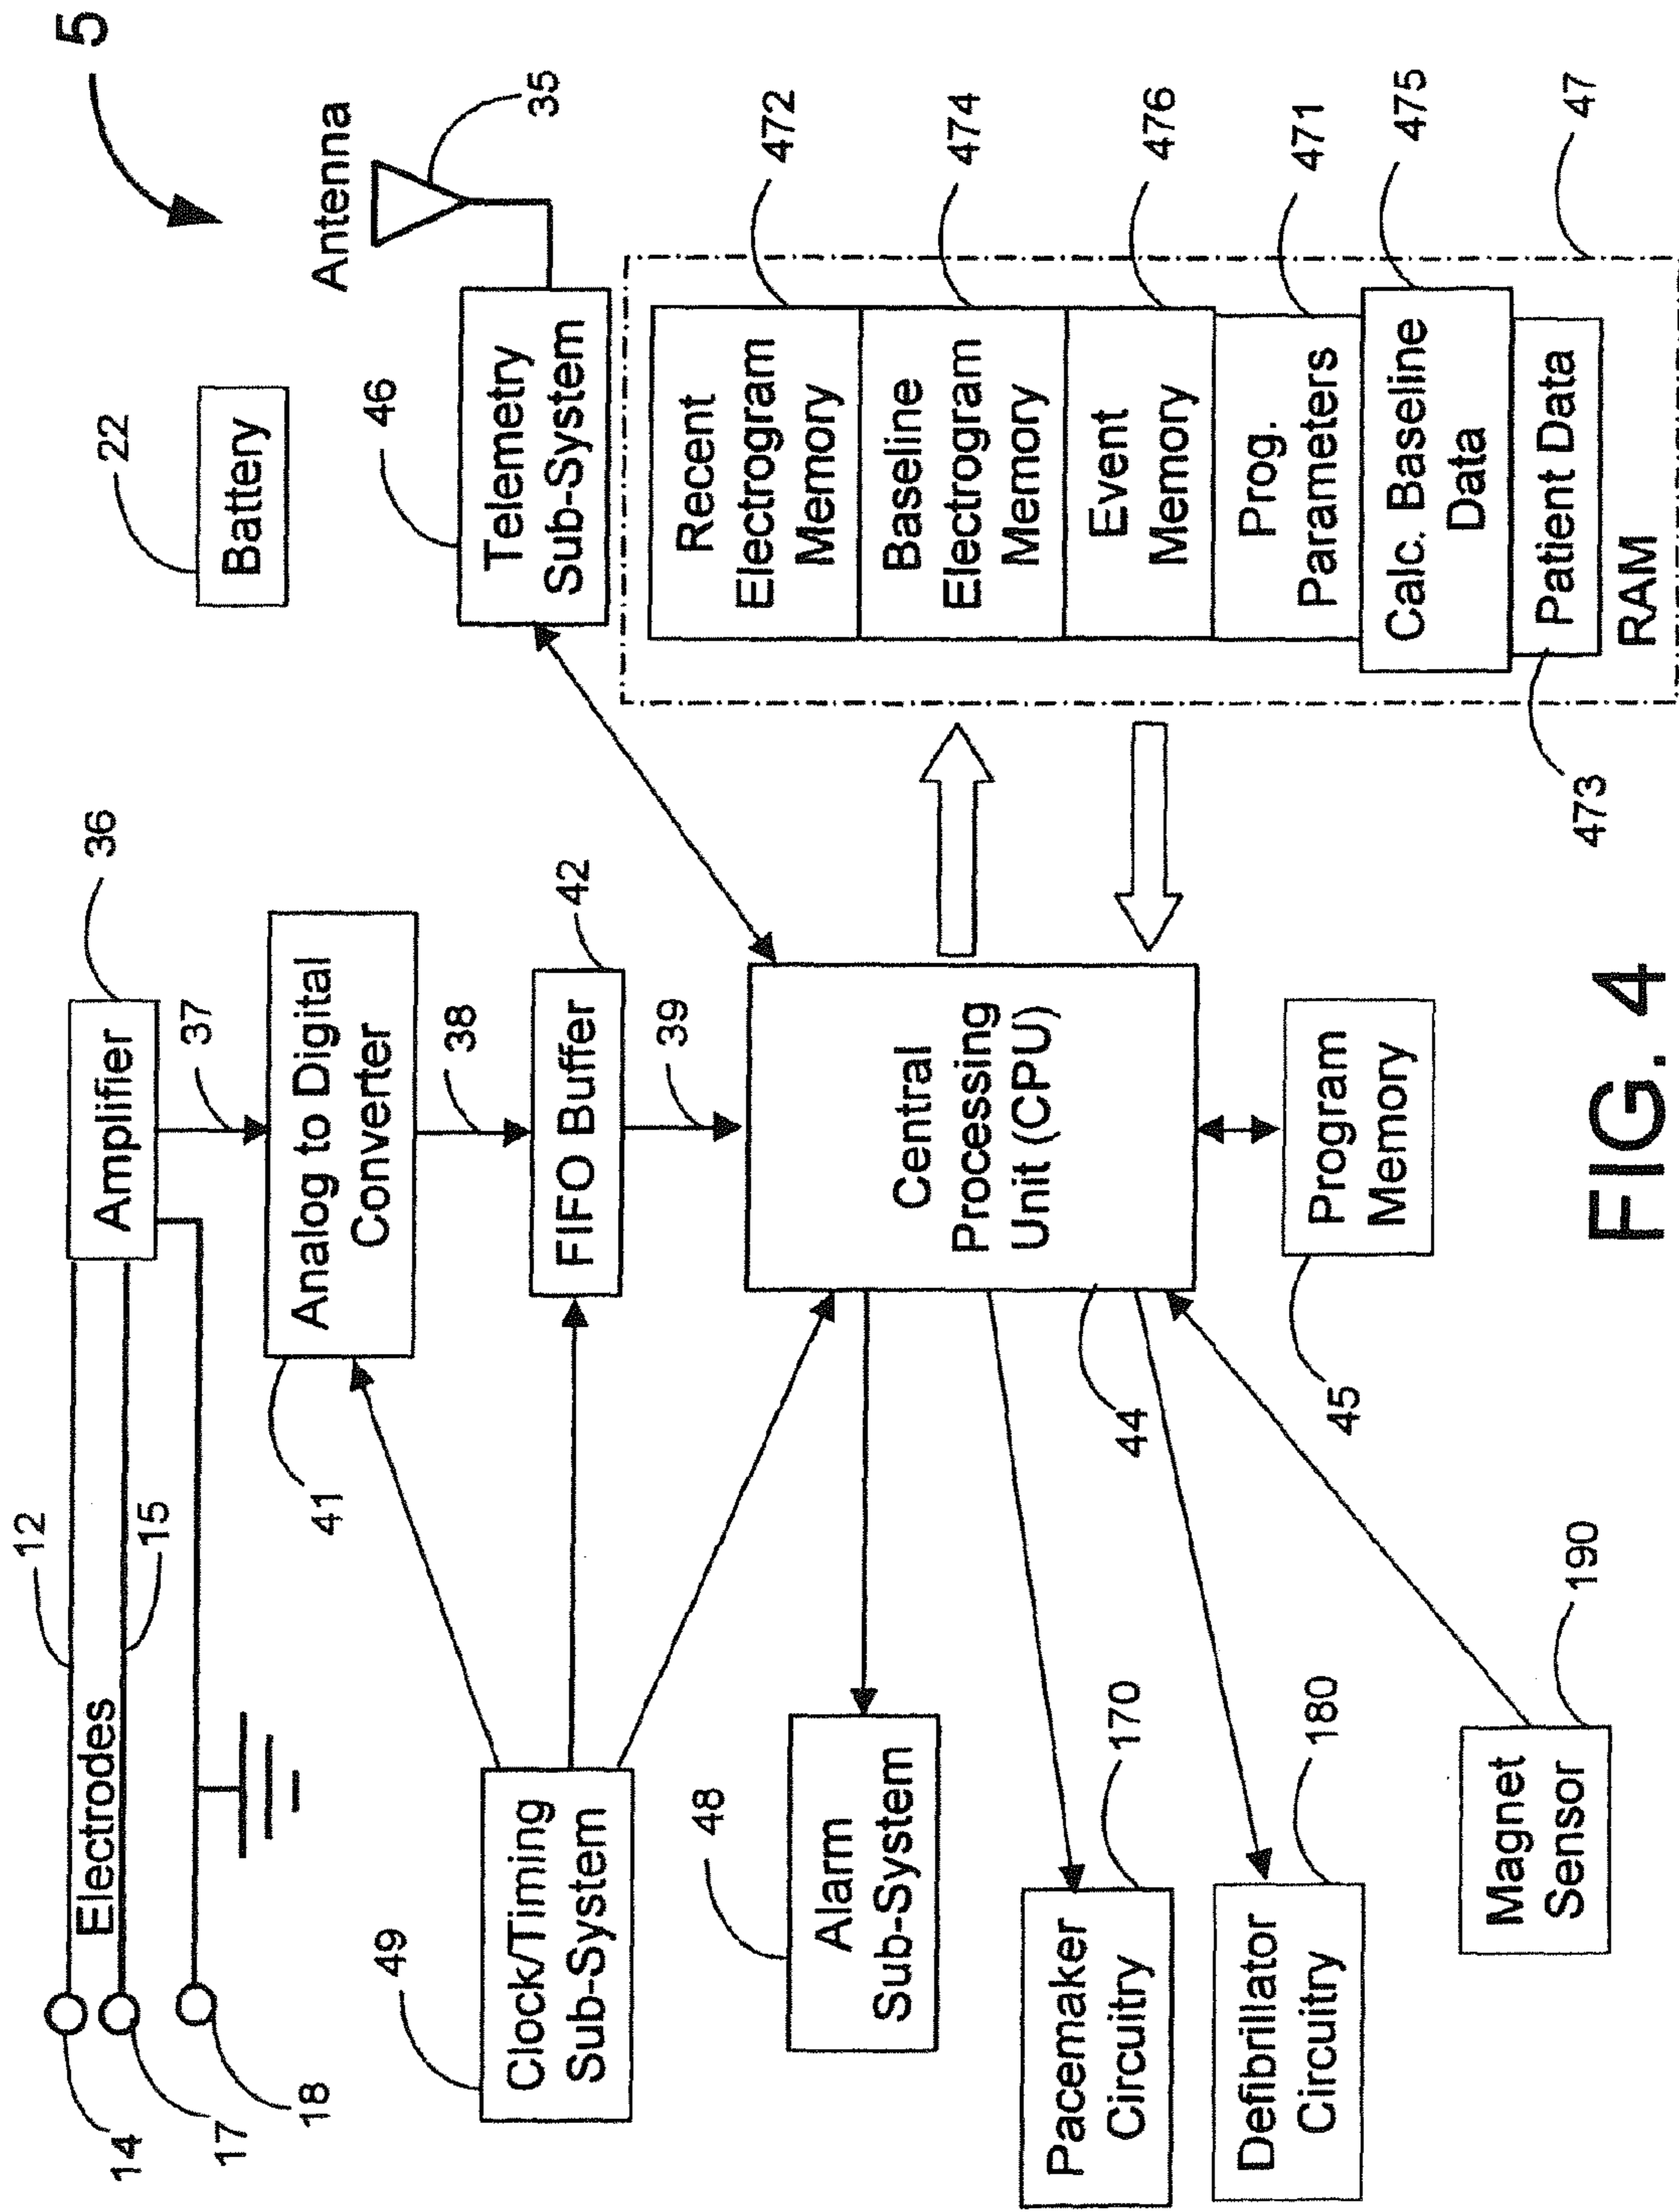 5
Antenna
35
22
Battery
46
Telemetry
Sub-System
36
Amplifier
12
Electrodes
15
14
17
18
37
Analog to Digital
Converter
41
38
42
FIFO Buffer
39
49
Clock/Timing
Sub-System
Central
Processing
Unit (CPU)
44
48
Alarm
Sub-System
170
Pacemaker
Circuitry
180
Defibrillator
Circuitry
190
Magnet
Sensor
Program
Memory
45
472
Recent
Electrogram
Memory
474
Baseline
Electrogram
Memory
476
Event
Memory
471
Prog.
Parameters
475
Calc. Baseline
Data
Patient Data
473
RAM
47
FIG. 4